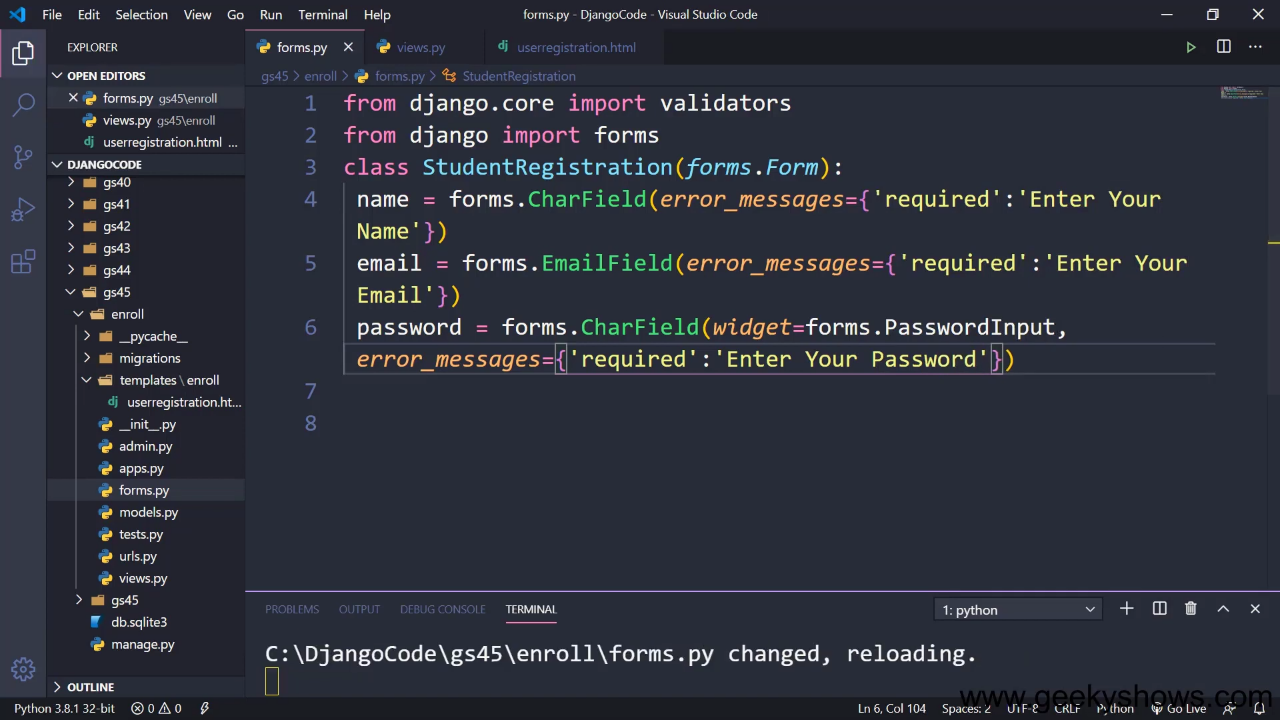 File Edit Selection View Go Run Terminal Help forms.py - DjangoCode - Visual Studio Code
EXPLORER
OPEN EDITORS
forms.py gs45\enroll
views.py gs45\enroll
userregistration.html ...
DJANGOCODE
gs40
gs41
gs42
gs43
gs44
gs45
enroll
__pycache__
migrations
templates \ enroll
userregistration.ht...
__init__.py
admin.py
apps.py
forms.py
models.py
tests.py
urls.py
views.py
gs45
db.sqlite3
manage.py
OUTLINE
forms.py views.py userregistration.html
gs45 > enroll > forms.py > StudentRegistration
1 from django.core import validators
2 from django import forms
3 class StudentRegistration(forms.Form):
4 name = forms.CharField(error_messages={'required':'Enter Your
Name'})
5 email = forms.EmailField(error_messages={'required':'Enter Your
Email'})
6 password = forms.CharField(widget=forms.PasswordInput,
error_messages={'required':'Enter Your Password'})
7
8
PROBLEMS OUTPUT DEBUG CONSOLE TERMINAL 1: python
C:\DjangoCode\gs45\enroll\forms.py changed, reloading.
www.geekyshows.com
Python 3.8.1 32-bit 0 0 Ln 6, Col 104 Spaces: 2 UTF-8 CRLF Python Go Live